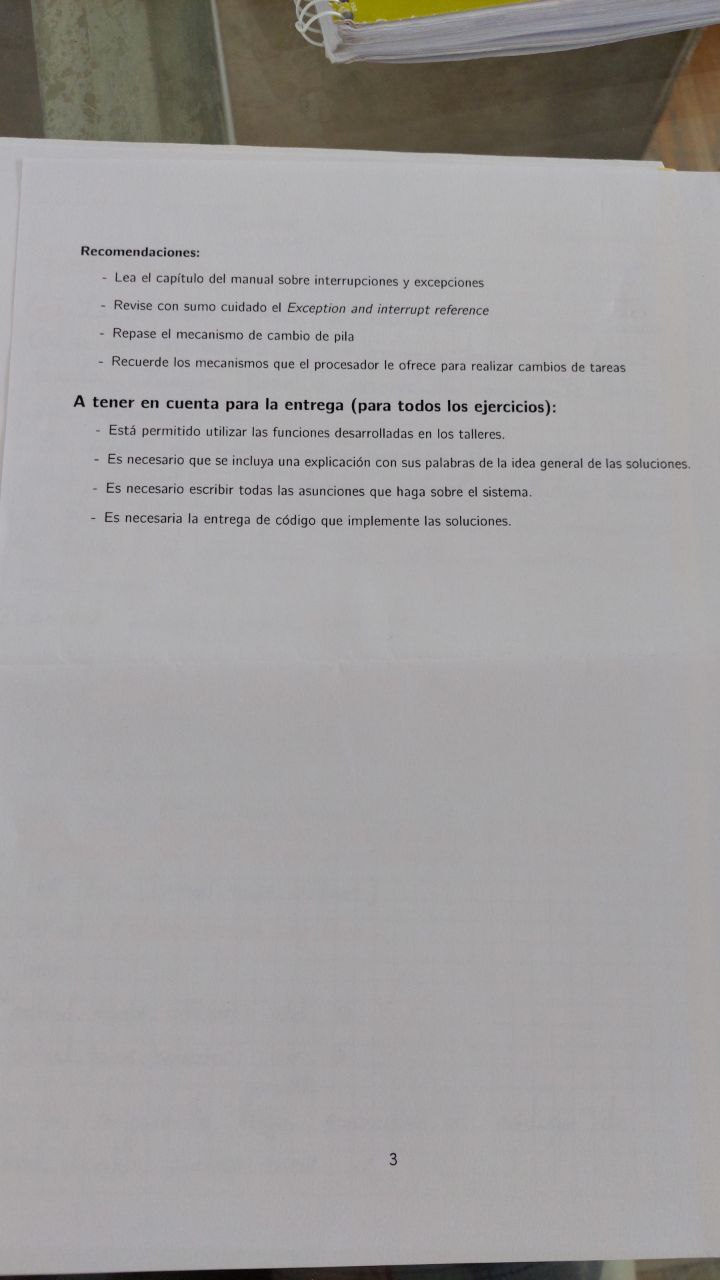 Recomendaciones:
- Lea el capítulo del manual sobre interrupciones y excepciones
- Revise con sumo cuidado el Exception and interrupt reference
- Repase el mecanismo de cambio de pila
- Recuerde los mecanismos que el procesador le ofrece para realizar cambios de tareas
A tener en cuenta para la entrega (para todos los ejercicios):
- Está permitido utilizar las funciones desarrolladas en los talleres.
- Es necesario que se incluya una explicación con sus palabras de la idea general de las soluciones.
- Es necesario escribir todas las asunciones que haga sobre el sistema.
- Es necesaria la entrega de código que implemente las soluciones.
3